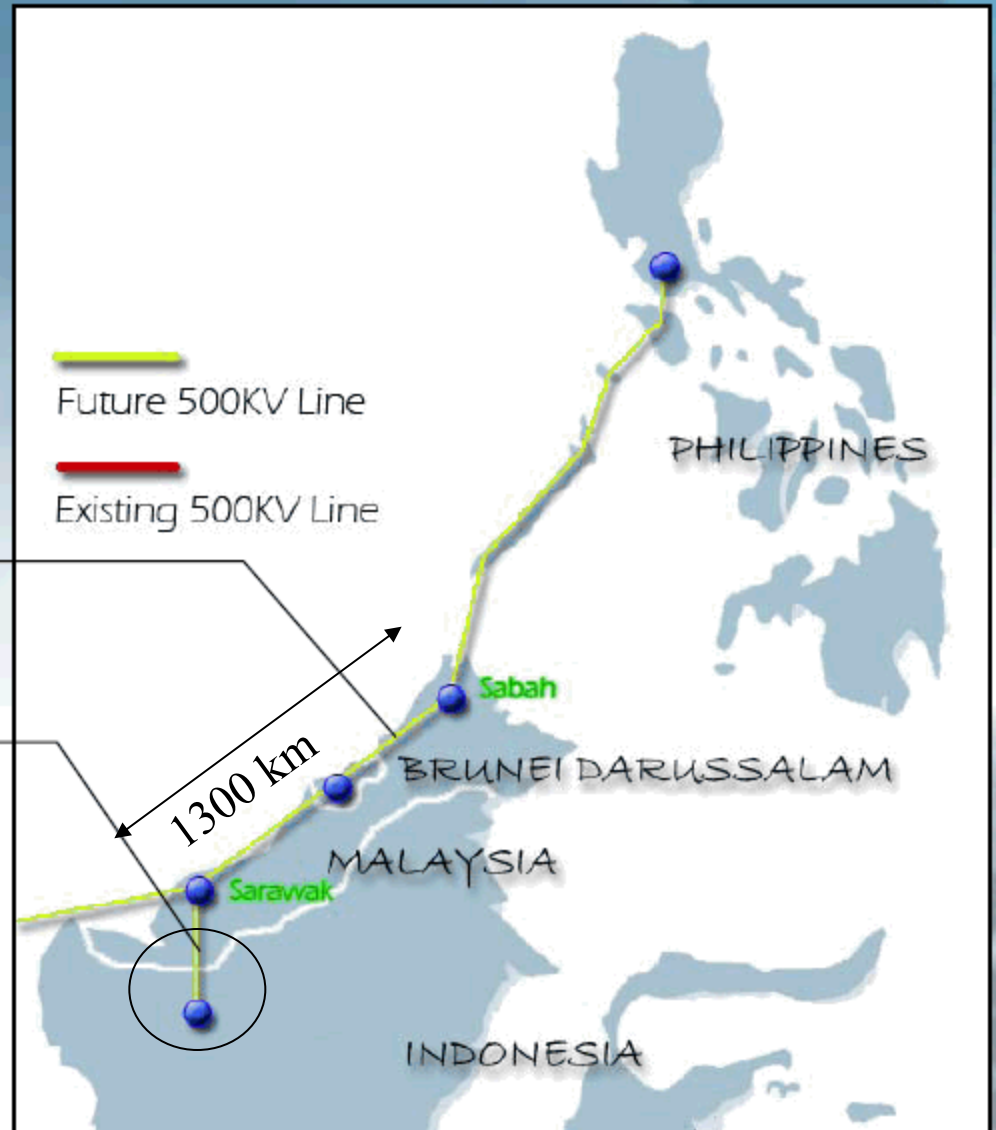 Future 500KV Line
PHILIPPINES
Existing 500KV Line
Sabah
1300 km
BRUNEI DARUSSALAM
MALAYSIA
Sarawak
INDONESIA